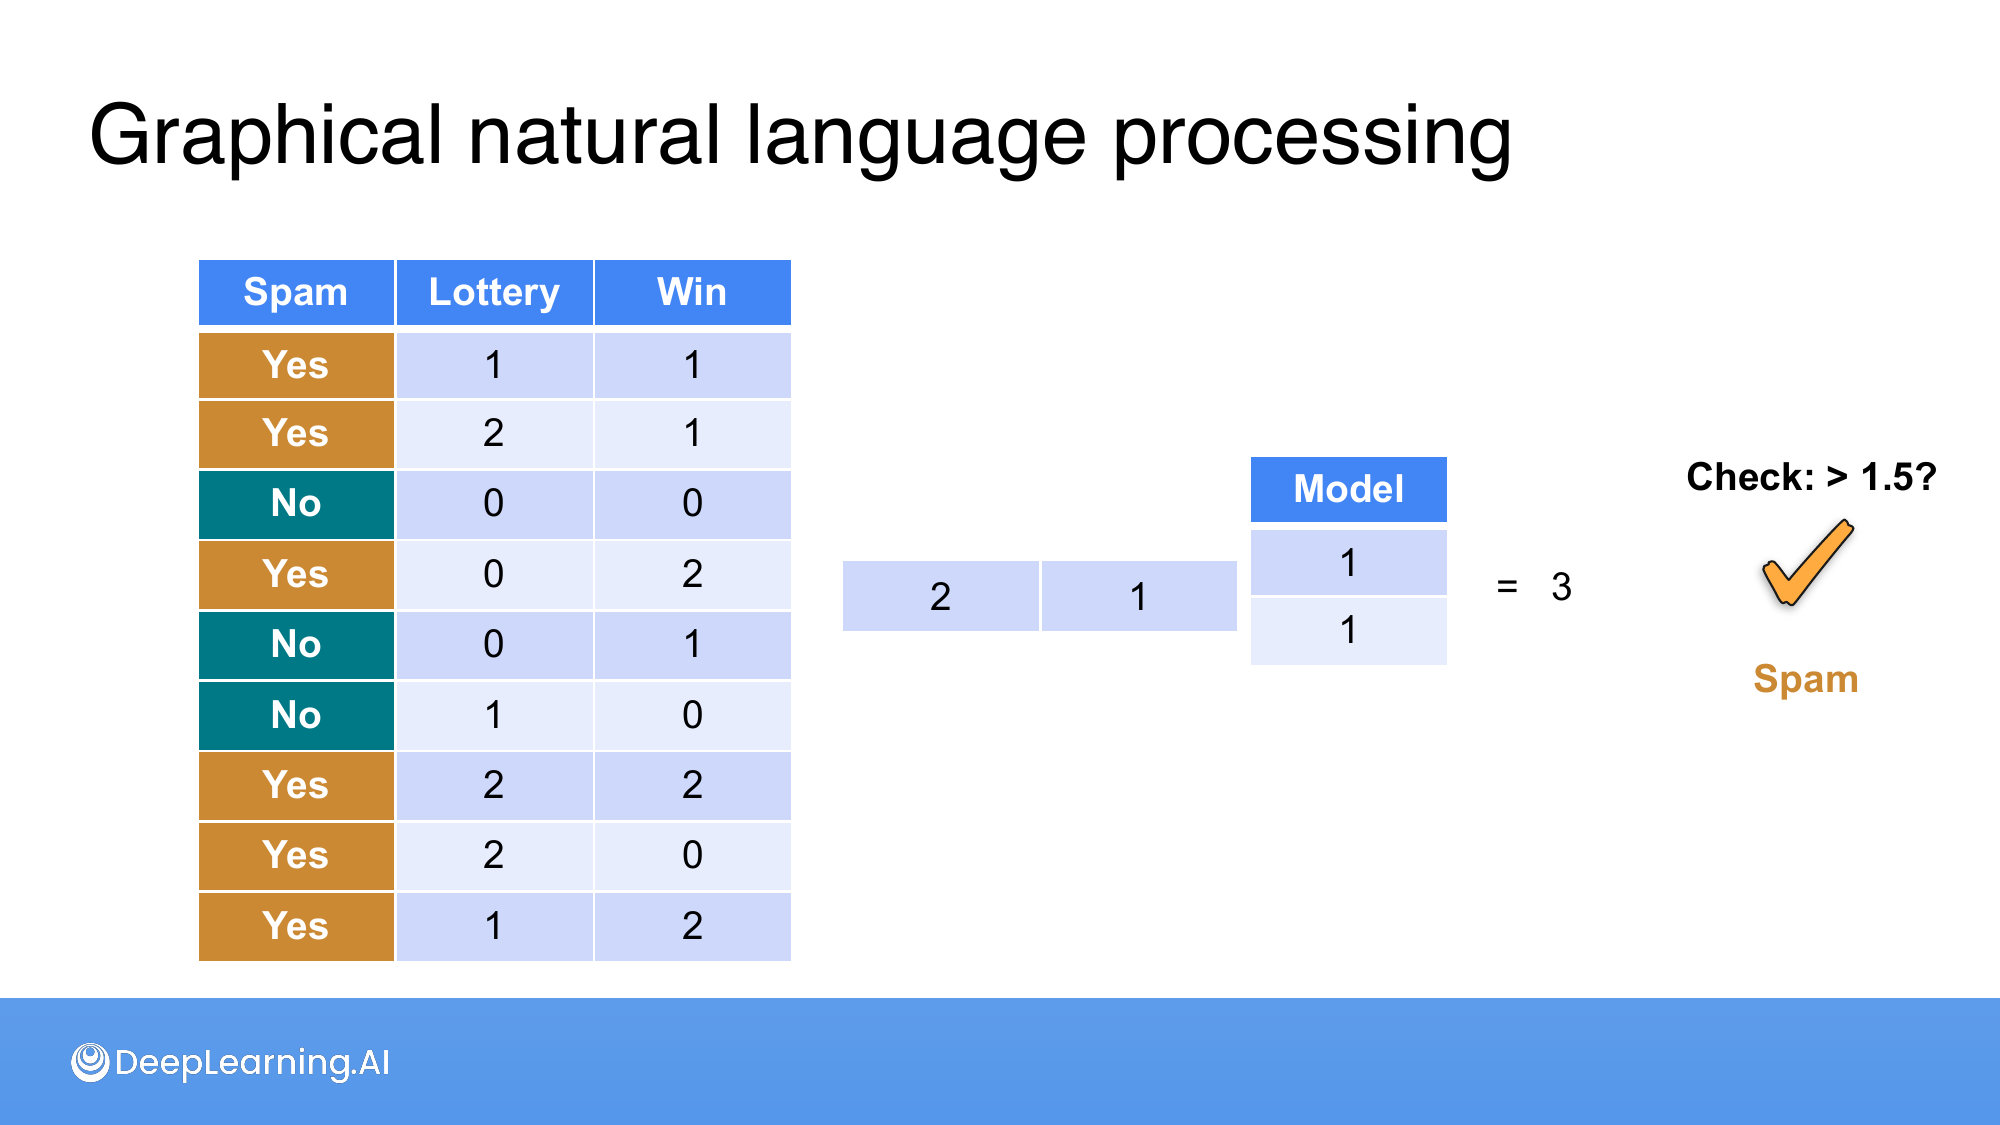 Graphical natural language processing
Spam Lottery Win
Yes 1 1
Yes 2 1
No 0 0
Yes 0 2
No 0 1
No 1 0
Yes 2 2
Yes 2 0
Yes 1 2
2 1
Model
1
1
= 3
Check: > 1.5?
Spam
DeepLearning.AI